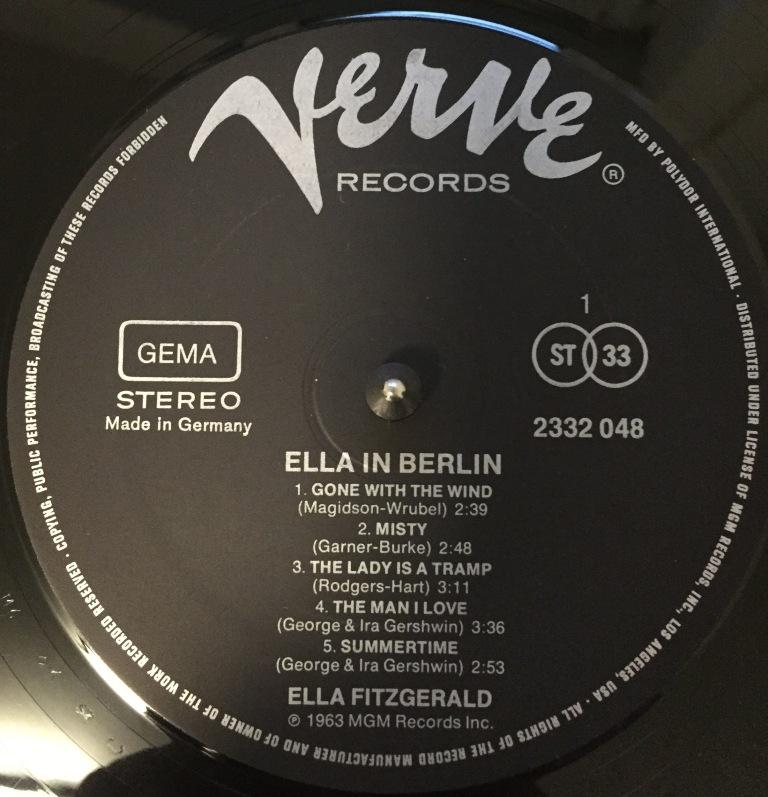 Verve
RECORDS ®
GEMA
STEREO
Made in Germany
1
ST 33
2332 048
ELLA IN BERLIN
1. GONE WITH THE WIND
(Magidson-Wrubel) 2:39
2. MISTY
(Garner-Burke) 2:48
3. THE LADY IS A TRAMP
(Rodgers-Hart) 3:11
4. THE MAN I LOVE
(George & Ira Gershwin) 3:36
5. SUMMERTIME
(George & Ira Gershwin) 2:53
ELLA FITZGERALD
℗ 1963 MGM Records Inc.
MFD BY POLYDOR INTERNATIONAL · DISTRIBUTED UNDER LICENSE OF MGM RECORDS, INC., LOS ANGELES, USA · ALL RIGHTS OF THE RECORD MANUFACTURER AND OF OWNER OF THE WORK RECORDED RESERVED · COPYING, PUBLIC PERFORMANCE, BROADCASTING OF THESE RECORDS FORBIDDEN